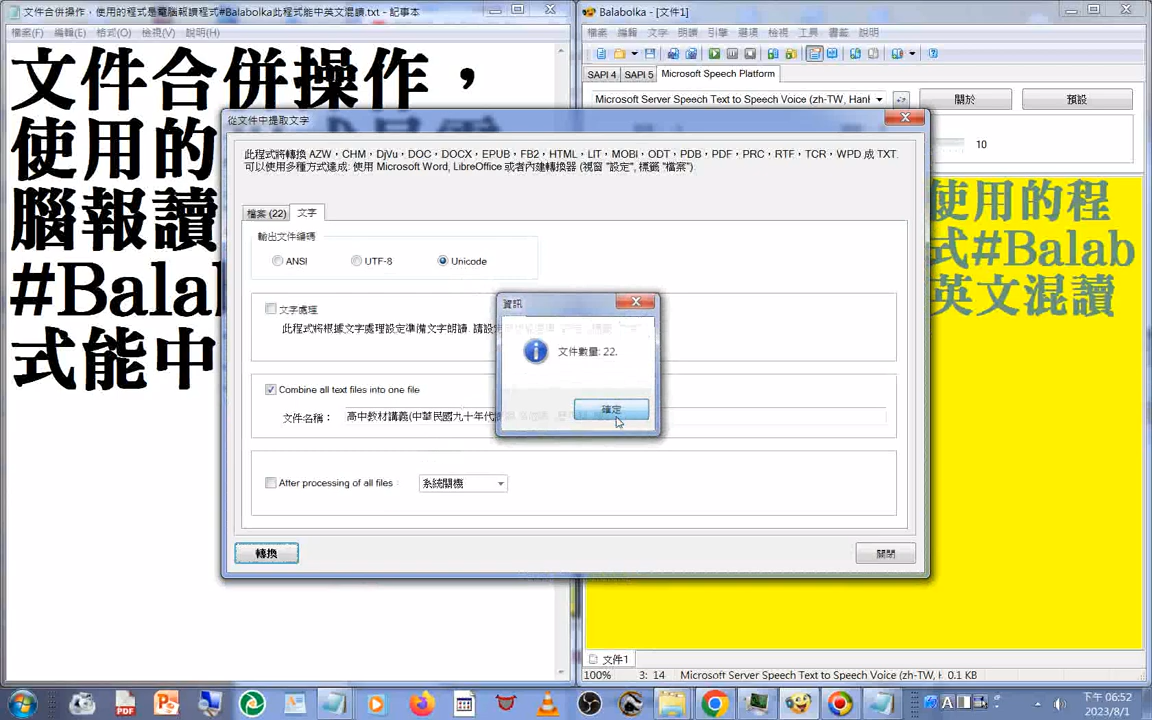 文件合併操作，使用的程式是電腦報讀程式#Balabolka此程式能中英文混讀.txt - 記事本
檔案(F) 編輯(E) 格式(O) 檢視(V) 說明(H)
文件合併操作，
使用的
腦報讀
#Balal
式能中
Balabolka - [文件1]
檔案 編輯 文字 朗讀 引擎 選項 檢視 工具 書籤 說明
SAPI 4 SAPI 5 Microsoft Speech Platform
Microsoft Server Speech Text to Speech Voice (zh-TW, Hanl
關於
預設
10
使用的程
式#Balab
英文混讀
從文件中提取文字
此程式將轉換 AZW，CHM，DjVu，DOC，DOCX，EPUB，FB2，HTML，LIT，MOBI，ODT，PDB，PDF，PRC，RTF，TCR，WPD 成 TXT.
可以使用多種方式達成: 使用 Microsoft Word, LibreOffice 或者內建轉換器 (視窗 "設定", 標籤 "檔案").
檔案 (22) 文字
輸出文件編碼
ANSI UTF-8 Unicode
文字處理
此程式將根據文字處理設定準備文字朗讀. 請設
Combine all text files into one file
文件名稱： 高中教材講義(中華民國九十年代
After processing of all files 系統關機
轉換
關閉
資訊
文件數量: 22.
確定
文件1
100% 3: 14 Microsoft Server Speech Text to Speech Voice (zh-TW, H 0.1 KB
下午 06:52
2023/8/1